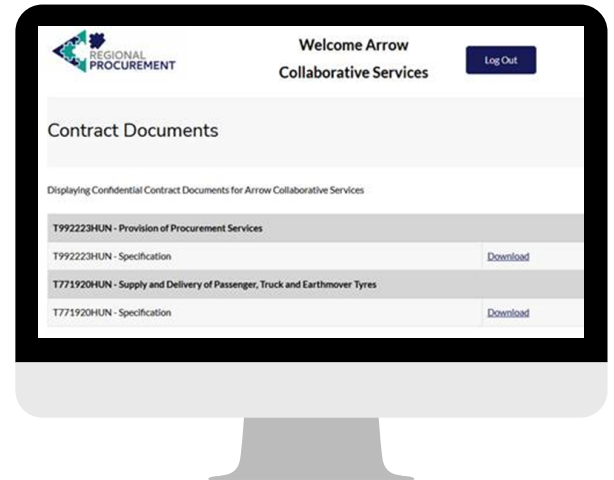 REGIONAL
PROCUREMENT
Welcome Arrow
Collaborative Services
Log Out
Contract Documents
Displaying Confidential Contract Documents for Arrow Collaborative Services
T992223HUN - Provision of Procurement Services
T992223HUN - Specification Download
T771920HUN - Supply and Delivery of Passenger, Truck and Earthmover Tyres
T771920HUN - Specification Download